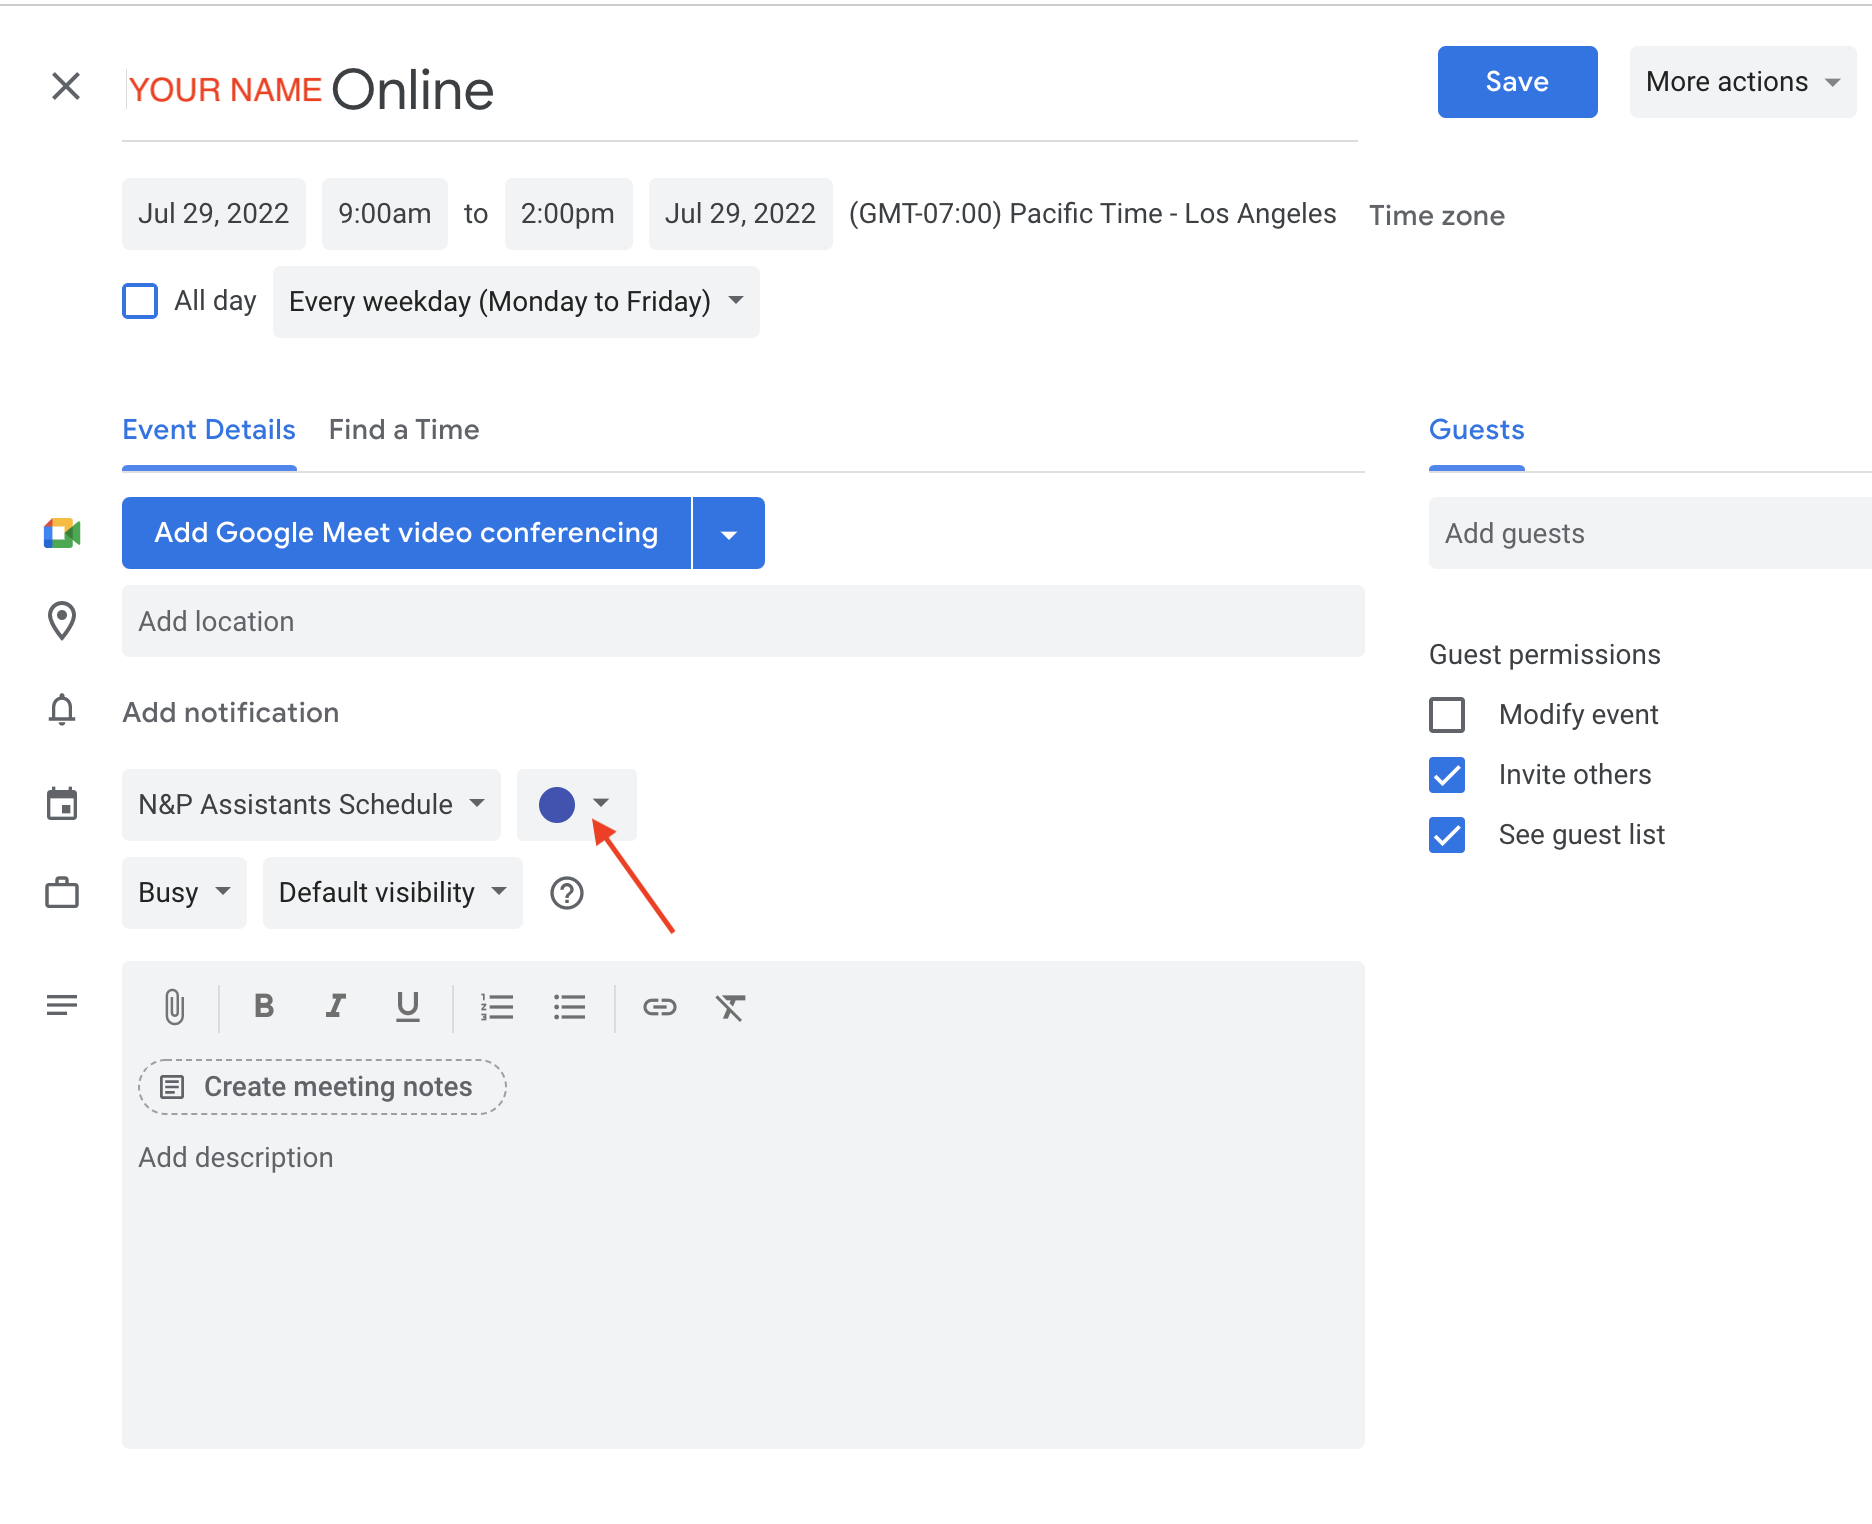 YOUR NAME Online
Save
More actions
Jul 29, 2022 9:00am to 2:00pm Jul 29, 2022 (GMT-07:00) Pacific Time - Los Angeles Time zone
All day Every weekday (Monday to Friday)
Event Details Find a Time
Add Google Meet video conferencing
Add location
Add notification
N&P Assistants Schedule
Busy Default visibility
B I U
Create meeting notes
Add description
Guests
Add guests
Guest permissions
Modify event
Invite others
See guest list